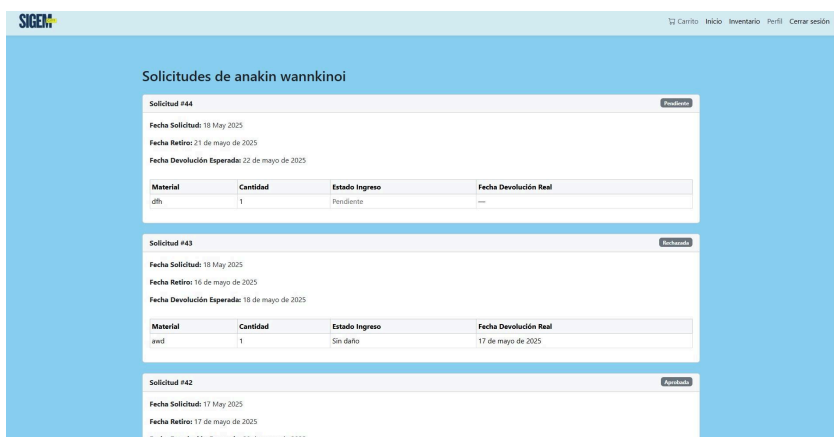 SIGEM
Carrito Inicio Inventario Perfil Cerrar sesión
Solicitudes de anakin wannkinoi
Solicitud #44 Pendiente
Fecha Solicitud: 18 May 2025
Fecha Retiro: 21 de mayo de 2025
Fecha Devolución Esperada: 22 de mayo de 2025
Material Cantidad Estado Ingreso Fecha Devolución Real
dfh 1 Pendiente —
Solicitud #43 Rechazada
Fecha Solicitud: 18 May 2025
Fecha Retiro: 16 de mayo de 2025
Fecha Devolución Esperada: 18 de mayo de 2025
Material Cantidad Estado Ingreso Fecha Devolución Real
awd 1 Sin daño 17 de mayo de 2025
Solicitud #42 Aprobada
Fecha Solicitud: 17 May 2025
Fecha Retiro: 17 de mayo de 2025